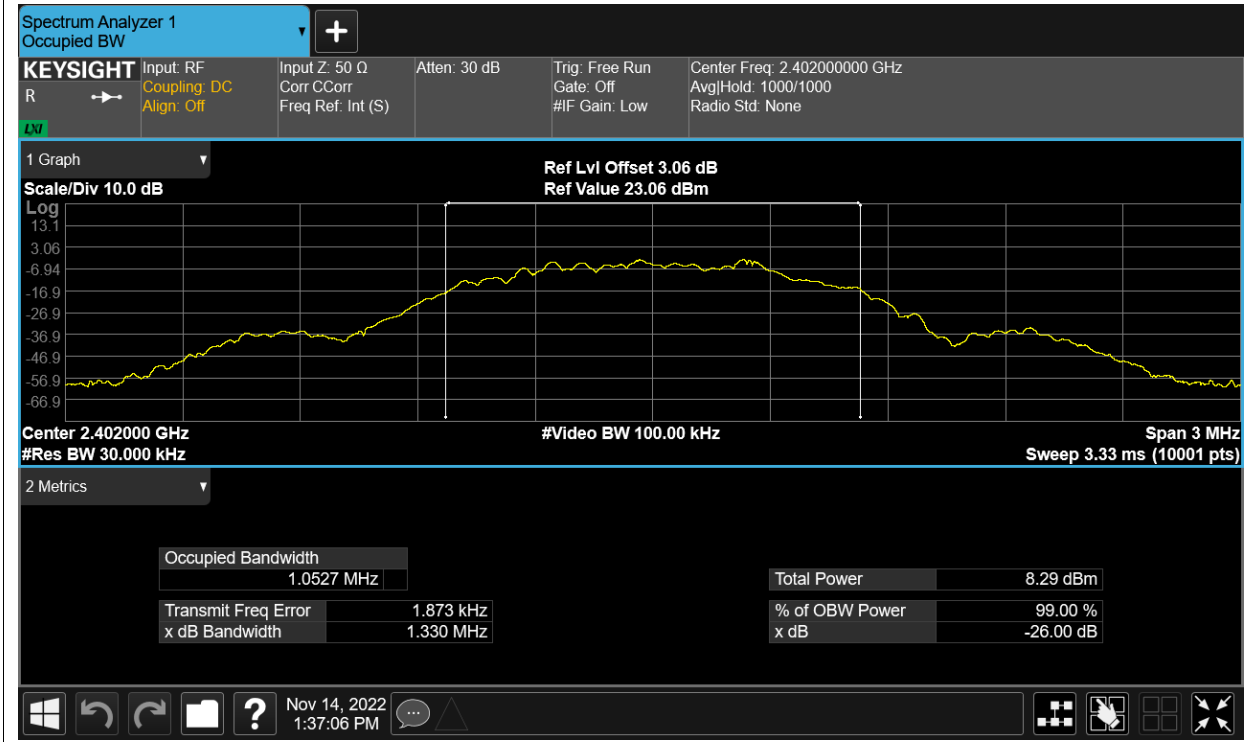 Spectrum Analyzer 1
Occupied BW
KEYSIGHT Input: RF Input Z: 50 Ω Atten: 30 dB Trig: Free Run Center Freq: 2.402000000 GHz
R Coupling: DC Corr CCorr Gate: Off Avg|Hold: 1000/1000
Align: Off Freq Ref: Int (S) #IF Gain: Low Radio Std: None
LXI
1 Graph
Ref Lvl Offset 3.06 dB
Scale/Div 10.0 dB Ref Value 23.06 dBm
Log
13.1
3.06
-6.94
-16.9
-26.9
-36.9
-46.9
-56.9
-66.9
Center 2.402000 GHz #Video BW 100.00 kHz Span 3 MHz
#Res BW 30.000 kHz Sweep 3.33 ms (10001 pts)
2 Metrics
Occupied Bandwidth
1.0527 MHz Total Power 8.29 dBm
Transmit Freq Error 1.873 kHz % of OBW Power 99.00 %
x dB Bandwidth 1.330 MHz x dB -26.00 dB
? Nov 14, 2022
1:37:06 PM